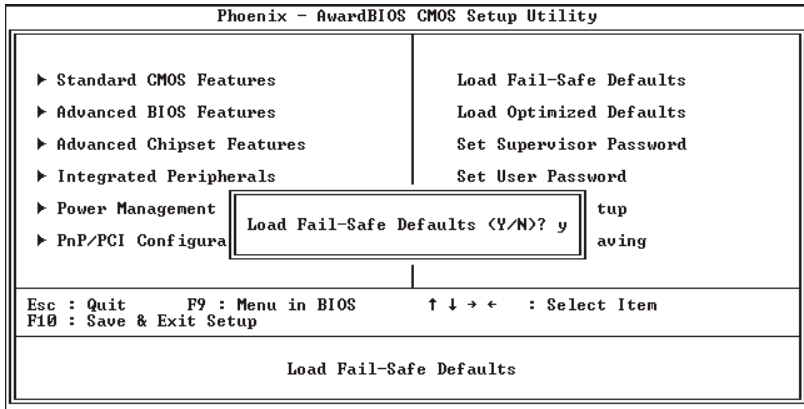 Phoenix - AwardBIOS CMOS Setup Utility
▶ Standard CMOS Features
▶ Advanced BIOS Features
▶ Advanced Chipset Features
▶ Integrated Peripherals
▶ Power Management
▶ PnP/PCI Configura
Load Fail-Safe Defaults
Load Optimized Defaults
Set Supervisor Password
Set User Password
tup
aving
Load Fail-Safe Defaults (Y/N)? y
Esc : Quit F9 : Menu in BIOS ↑ ↓ → ← : Select Item
F10 : Save & Exit Setup
Load Fail-Safe Defaults